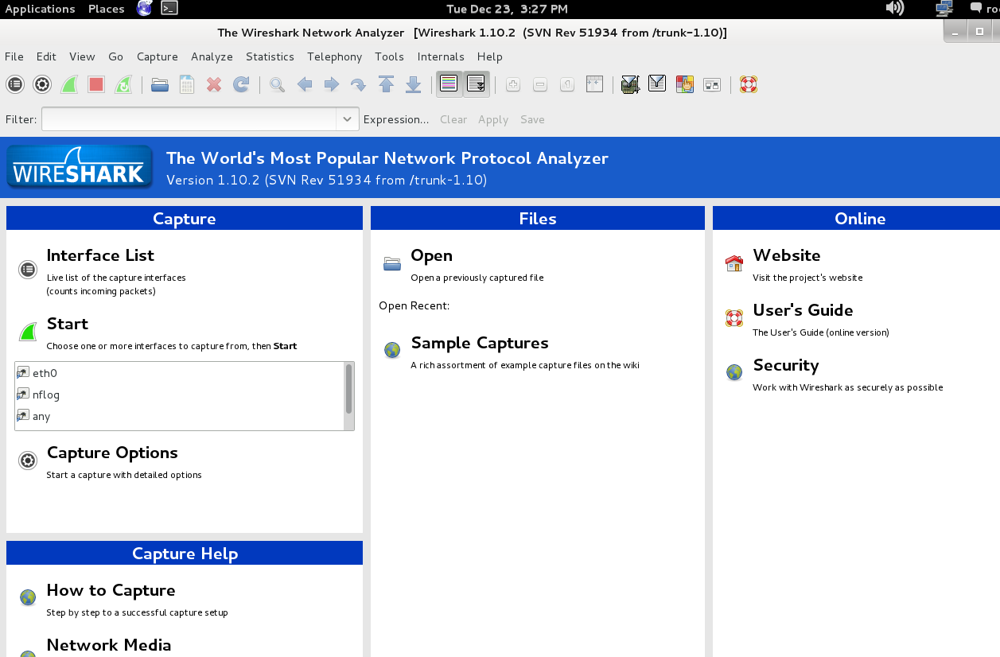 Applications Places Tue Dec 23, 3:27 PM
The Wireshark Network Analyzer [Wireshark 1.10.2 (SVN Rev 51934 from /trunk-1.10)]
File Edit View Go Capture Analyze Statistics Telephony Tools Internals Help
Filter: Expression... Clear Apply Save
WIRESHARK
The World's Most Popular Network Protocol Analyzer
Version 1.10.2 (SVN Rev 51934 from /trunk-1.10)
Capture
Interface List
Live list of the capture interfaces
(counts incoming packets)
Start
Choose one or more interfaces to capture from, then Start
eth0
nflog
any
Capture Options
Start a capture with detailed options
Capture Help
How to Capture
Step by step to a successful capture setup
Network Media
Files
Open
Open a previously captured file
Open Recent:
Sample Captures
A rich assortment of example capture files on the wiki
Online
Website
Visit the project's website
User's Guide
The User's Guide (online version)
Security
Work with Wireshark as securely as possible